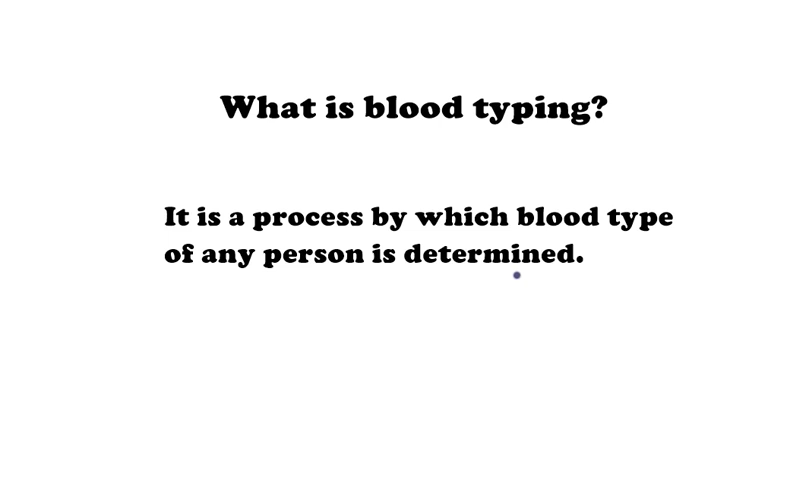 What is blood typing?
It is a process by which blood type
of any person is determined.